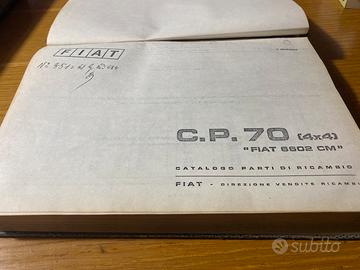 FIAT
C.P. 70 (4x4)
"FIAT 6602 CM"
CATALOGO PARTI DI RICAMBIO
FIAT - DIREZIONE VENDITE RICAMBI
subito